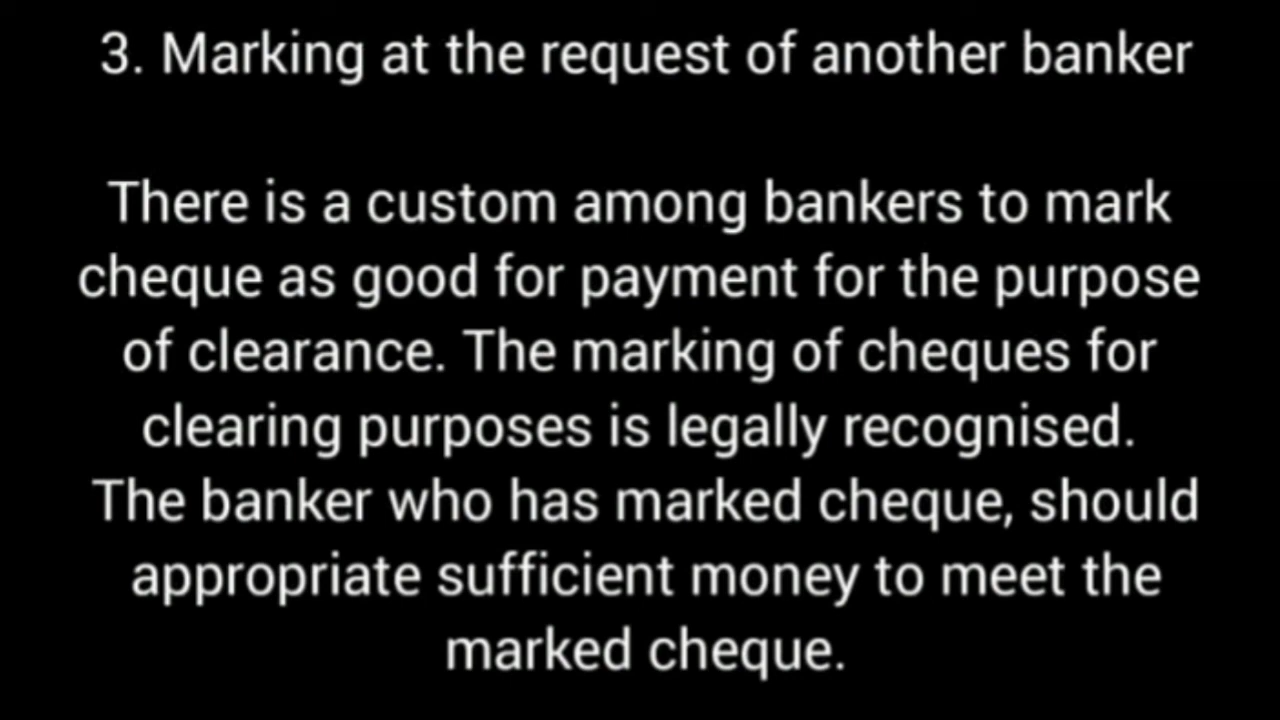 3. Marking at the request of another banker
There is a custom among bankers to mark
cheque as good for payment for the purpose
of clearance. The marking of cheques for
clearing purposes is legally recognised.
The banker who has marked cheque, should
appropriate sufficient money to meet the
marked cheque.